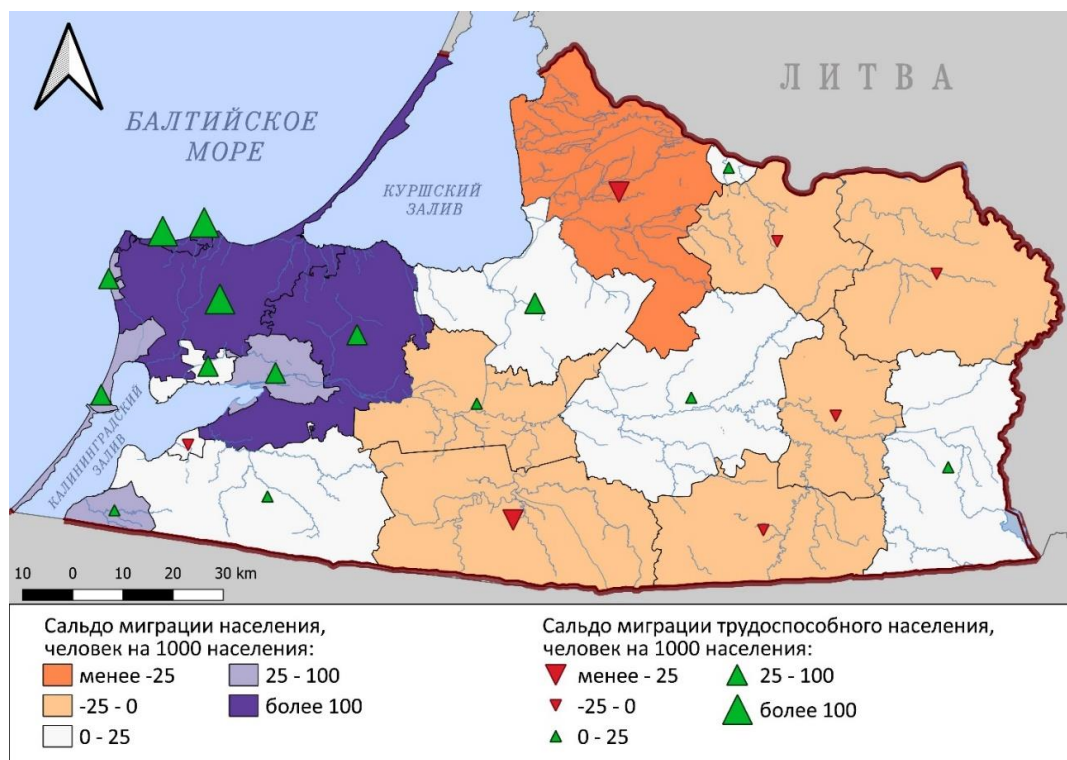 ЛИТВА
БАЛТИЙСКОЕ
МОРЕ
КУРШСКИЙ
ЗАЛИВ
КАЛИНИНГРАДСКИЙ
ЗАЛИВ
10 0 10 20 30 km
Сальдо миграции населения,
человек на 1000 населения:
менее -25
-25 - 0
0 - 25
25 - 100
более 100
Сальдо миграции трудоспособного населения,
человек на 1000 населения:
менее - 25
-25 - 0
0 - 25
25 - 100
более 100